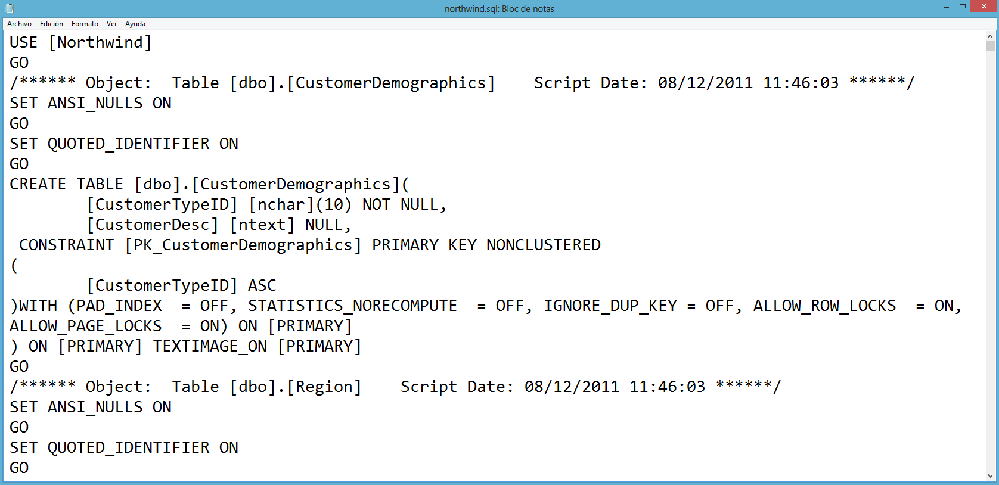 northwind.sql: Bloc de notas
Archivo Edición Formato Ver Ayuda
USE [Northwind]
GO
/****** Object:  Table [dbo].[CustomerDemographics]    Script Date: 08/12/2011 11:46:03 ******/
SET ANSI_NULLS ON
GO
SET QUOTED_IDENTIFIER ON
GO
CREATE TABLE [dbo].[CustomerDemographics](
        [CustomerTypeID] [nchar](10) NOT NULL,
        [CustomerDesc] [ntext] NULL,
 CONSTRAINT [PK_CustomerDemographics] PRIMARY KEY NONCLUSTERED
(
        [CustomerTypeID] ASC
)WITH (PAD_INDEX  = OFF, STATISTICS_NORECOMPUTE  = OFF, IGNORE_DUP_KEY = OFF, ALLOW_ROW_LOCKS  = ON,
ALLOW_PAGE_LOCKS  = ON) ON [PRIMARY]
) ON [PRIMARY] TEXTIMAGE_ON [PRIMARY]
GO
/****** Object:  Table [dbo].[Region]    Script Date: 08/12/2011 11:46:03 ******/
SET ANSI_NULLS ON
GO
SET QUOTED_IDENTIFIER ON
GO